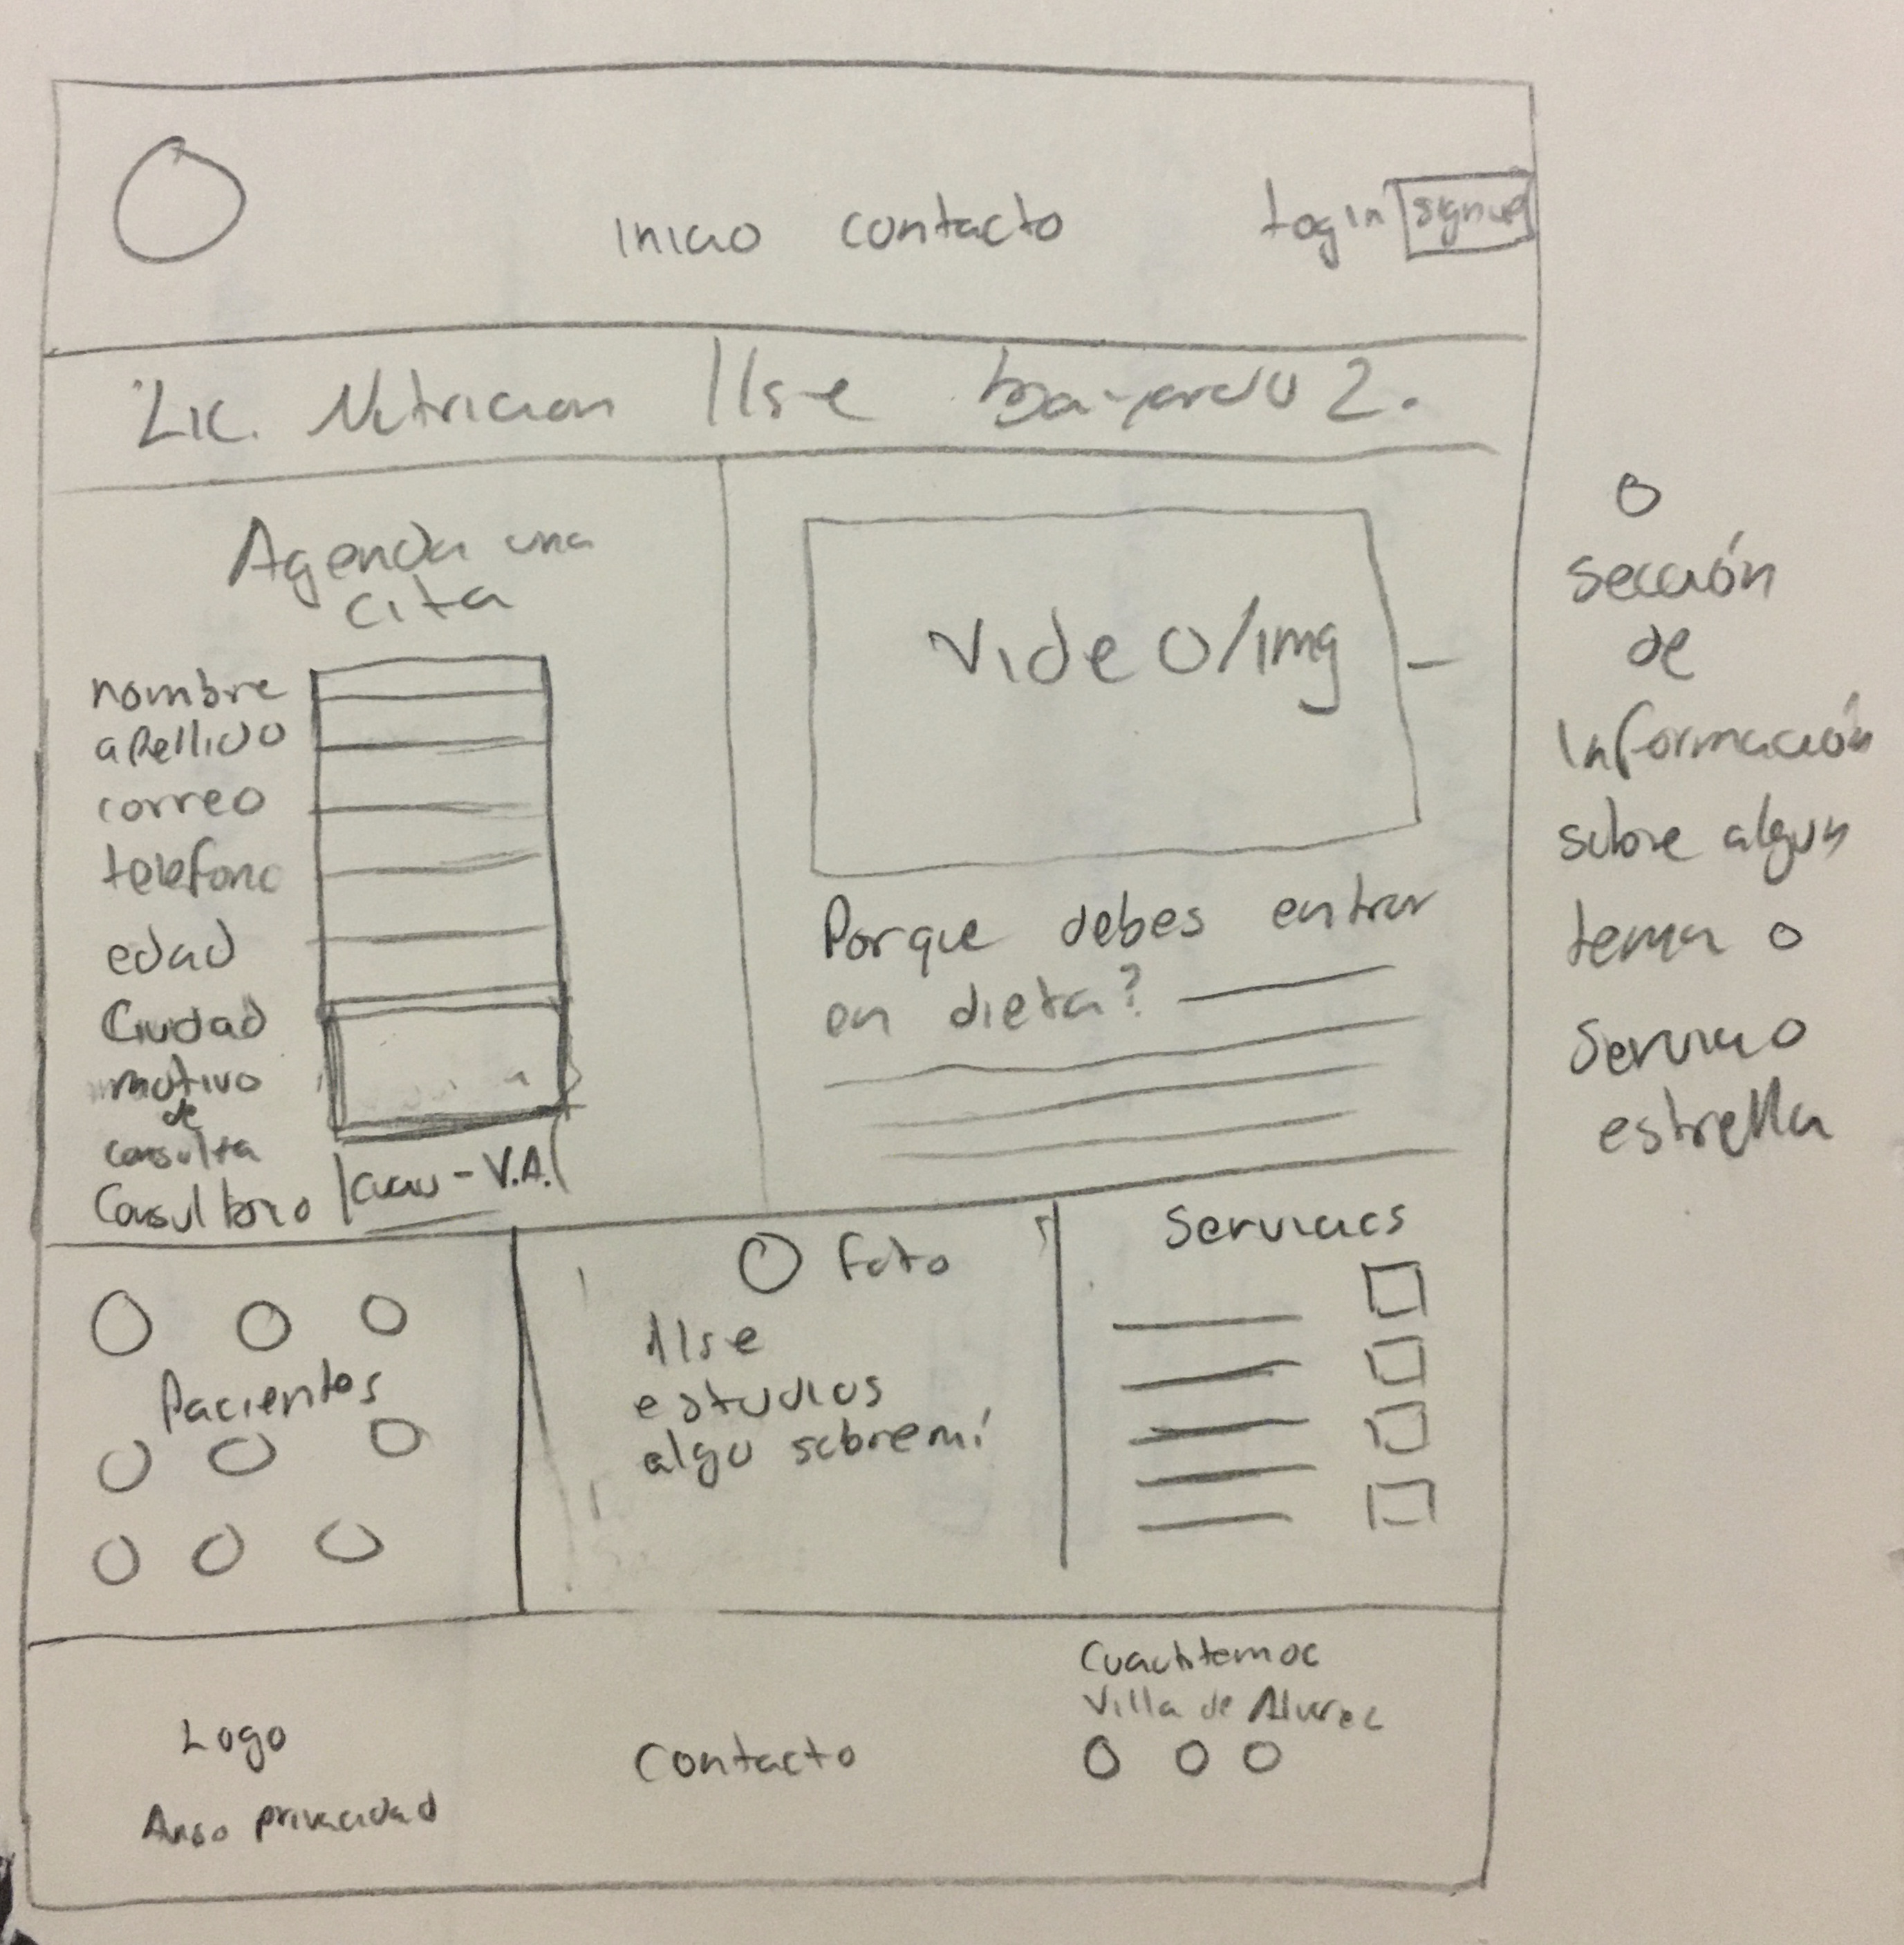 Inicio contacto
Login signup
Lic. Nutricion Ilse bayardo Z.
Agenda una
cita
nombre
apellido
correo
telefono
edad
Ciudad
motivo
de
consulta
Consultorio Cuau - V.A.
Video/img
Porque debes entrar
en dieta?
o
sección
de
Información
sobre algun
tema o
Servicio
estrella
Pacientes
foto
Ilse
estudios
algo sobre mi
Servicios
Logo
Aviso privacidad
Contacto
Cuauhtemoc
Villa de Alvarez